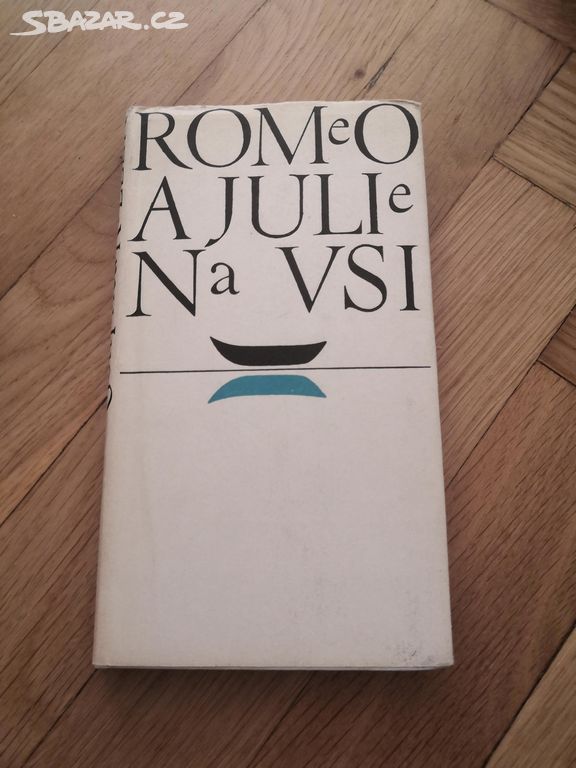 SBAZAR.CZ
ROMeO
A JULIe
Na VSI